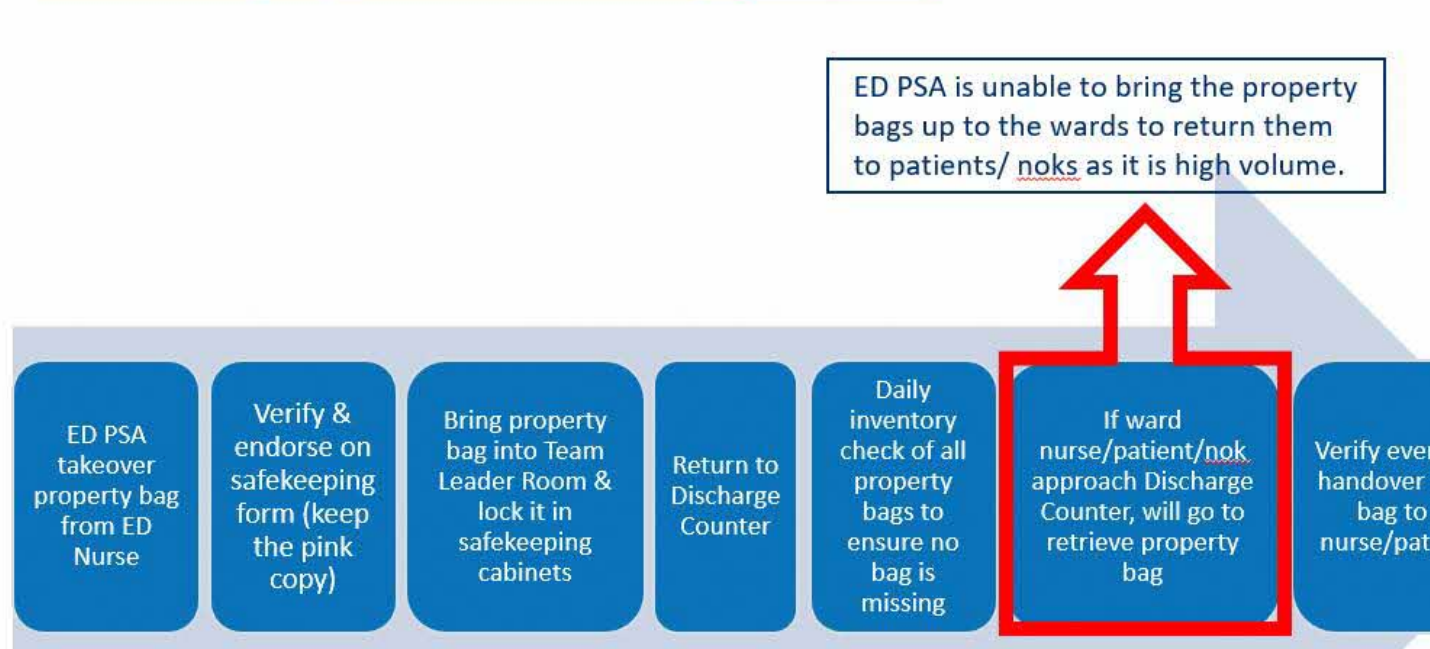 ED PSA is unable to bring the property
bags up to the wards to return them
to patients/ noks as it is high volume.
ED PSA
takeover
property bag
from ED
Nurse
Verify &
endorse on
safekeeping
form (keep
the pink
copy)
Bring property
bag into Team
Leader Room &
lock it in
safekeeping
cabinets
Return to
Discharge
Counter
Daily
inventory
check of all
property
bags to
ensure no
bag is
missing
If ward
nurse/patient/nok
approach Discharge
Counter, will go to
retrieve property
bag
Verify
handover
bag to